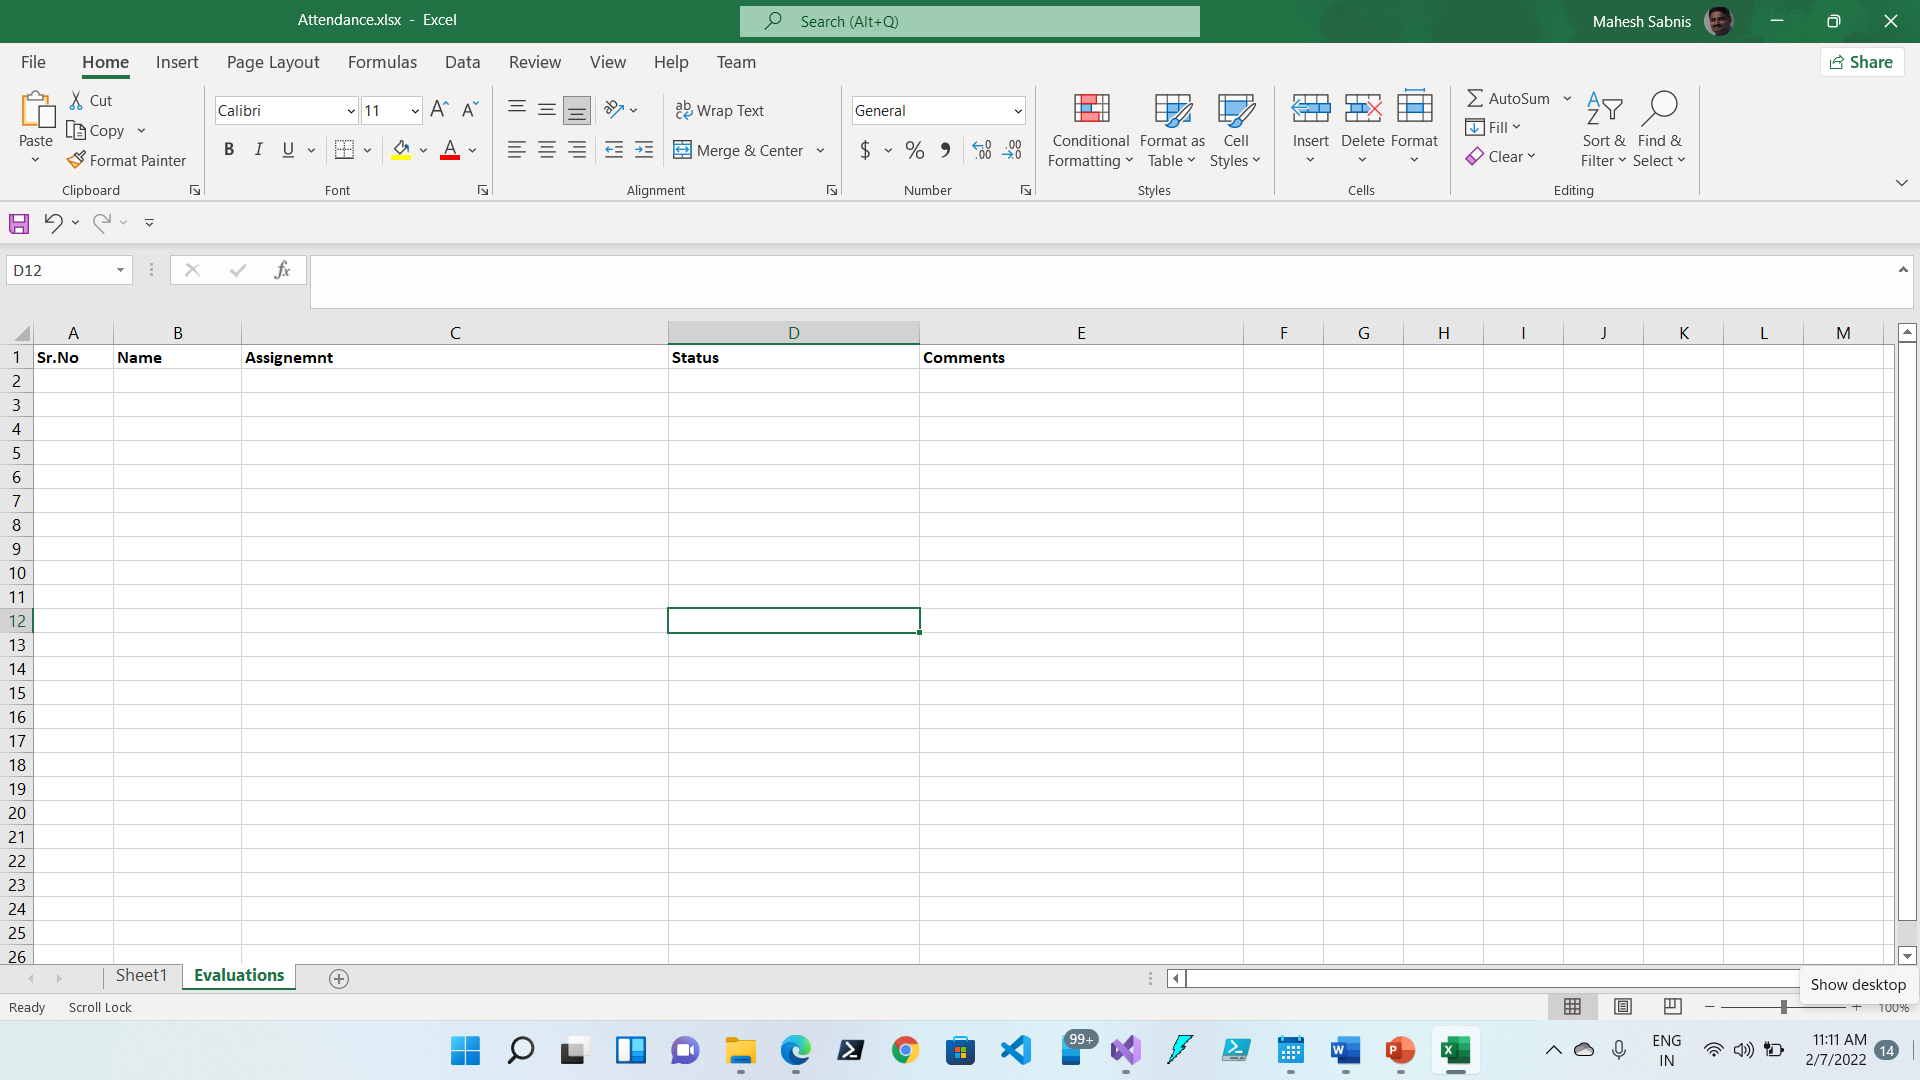 Attendance.xlsx - Excel
Search (Alt+Q)
Mahesh Sabnis
File Home Insert Page Layout Formulas Data Review View Help Team
Share
Paste
Cut
Copy
Format Painter
Clipboard
Calibri 11
B I U
Font
Wrap Text
Merge & Center
Alignment
General
$ % ,
Number
Conditional
Formatting
Format as
Table
Cell
Styles
Styles
Insert Delete Format
Cells
AutoSum
Fill
Clear
Sort &
Filter
Find &
Select
Editing
D12
fx
A B C D E F G H I J K L M
1 Sr.No Name Assignemnt Status Comments
2
3
4
5
6
7
8
9
10
11
12
13
14
15
16
17
18
19
20
21
22
23
24
25
26
Sheet1 Evaluations
Show desktop
Ready Scroll Lock
100%
99+
ENG
IN
11:11 AM
2/7/2022
14